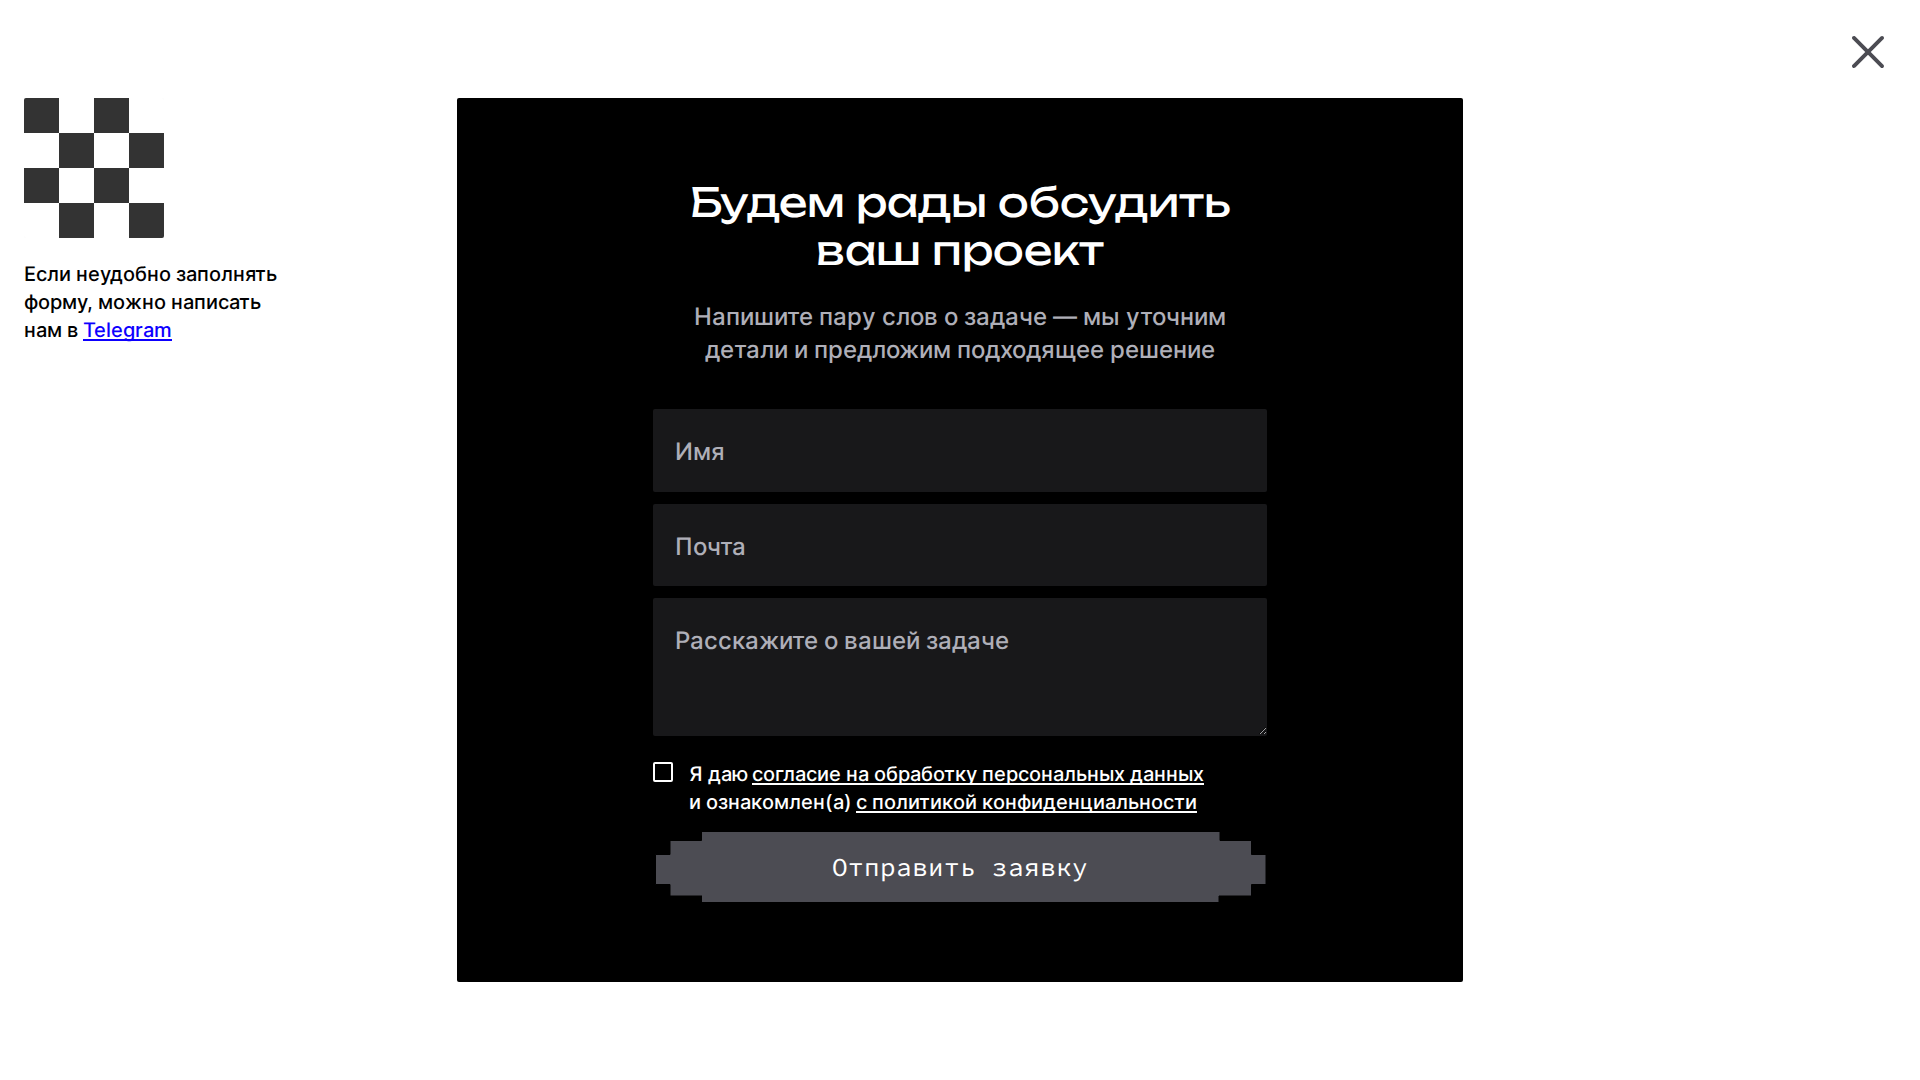 Если неудобно заполнять
форму, можно написать
нам в Telegram
Будем рады обсудить
ваш проект
Напишите пару слов о задаче — мы уточним
детали и предложим подходящее решение
Имя
Почта
Расскажите о вашей задаче
Я даю согласие на обработку персональных данных
и ознакомлен(а) с политикой конфиденциальности
Отправить заявку